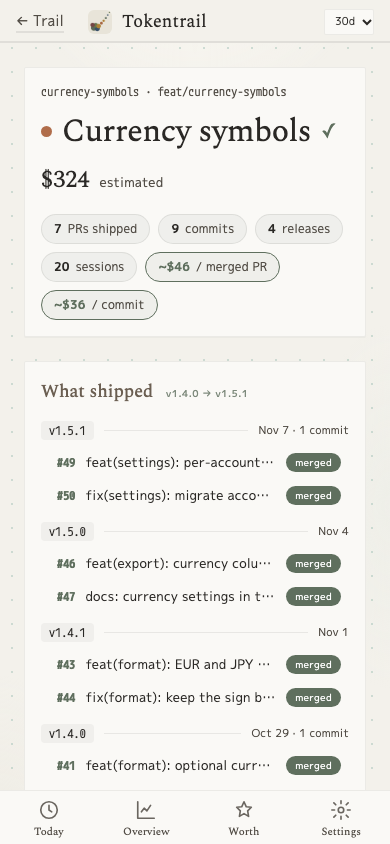 ← Trail
Tokentrail
30d
currency-symbols · feat/currency-symbols
Currency symbols ✓
$324 estimated
7 PRs shipped
9 commits
4 releases
20 sessions
~$46 / merged PR
~$36 / commit
What shipped v1.4.0 → v1.5.1
v1.5.1 Nov 7 · 1 commit
#49 feat(settings): per-account⋯ merged
#50 fix(settings): migrate acco⋯ merged
v1.5.0 Nov 4
#46 feat(export): currency colu⋯ merged
#47 docs: currency settings in t⋯ merged
v1.4.1 Nov 1
#43 feat(format): EUR and JPY ⋯ merged
#44 fix(format): keep the sign b⋯ merged
v1.4.0 Oct 29 · 1 commit
#41 feat(format): optional curr⋯ merged
Today
Overview
Worth
Settings